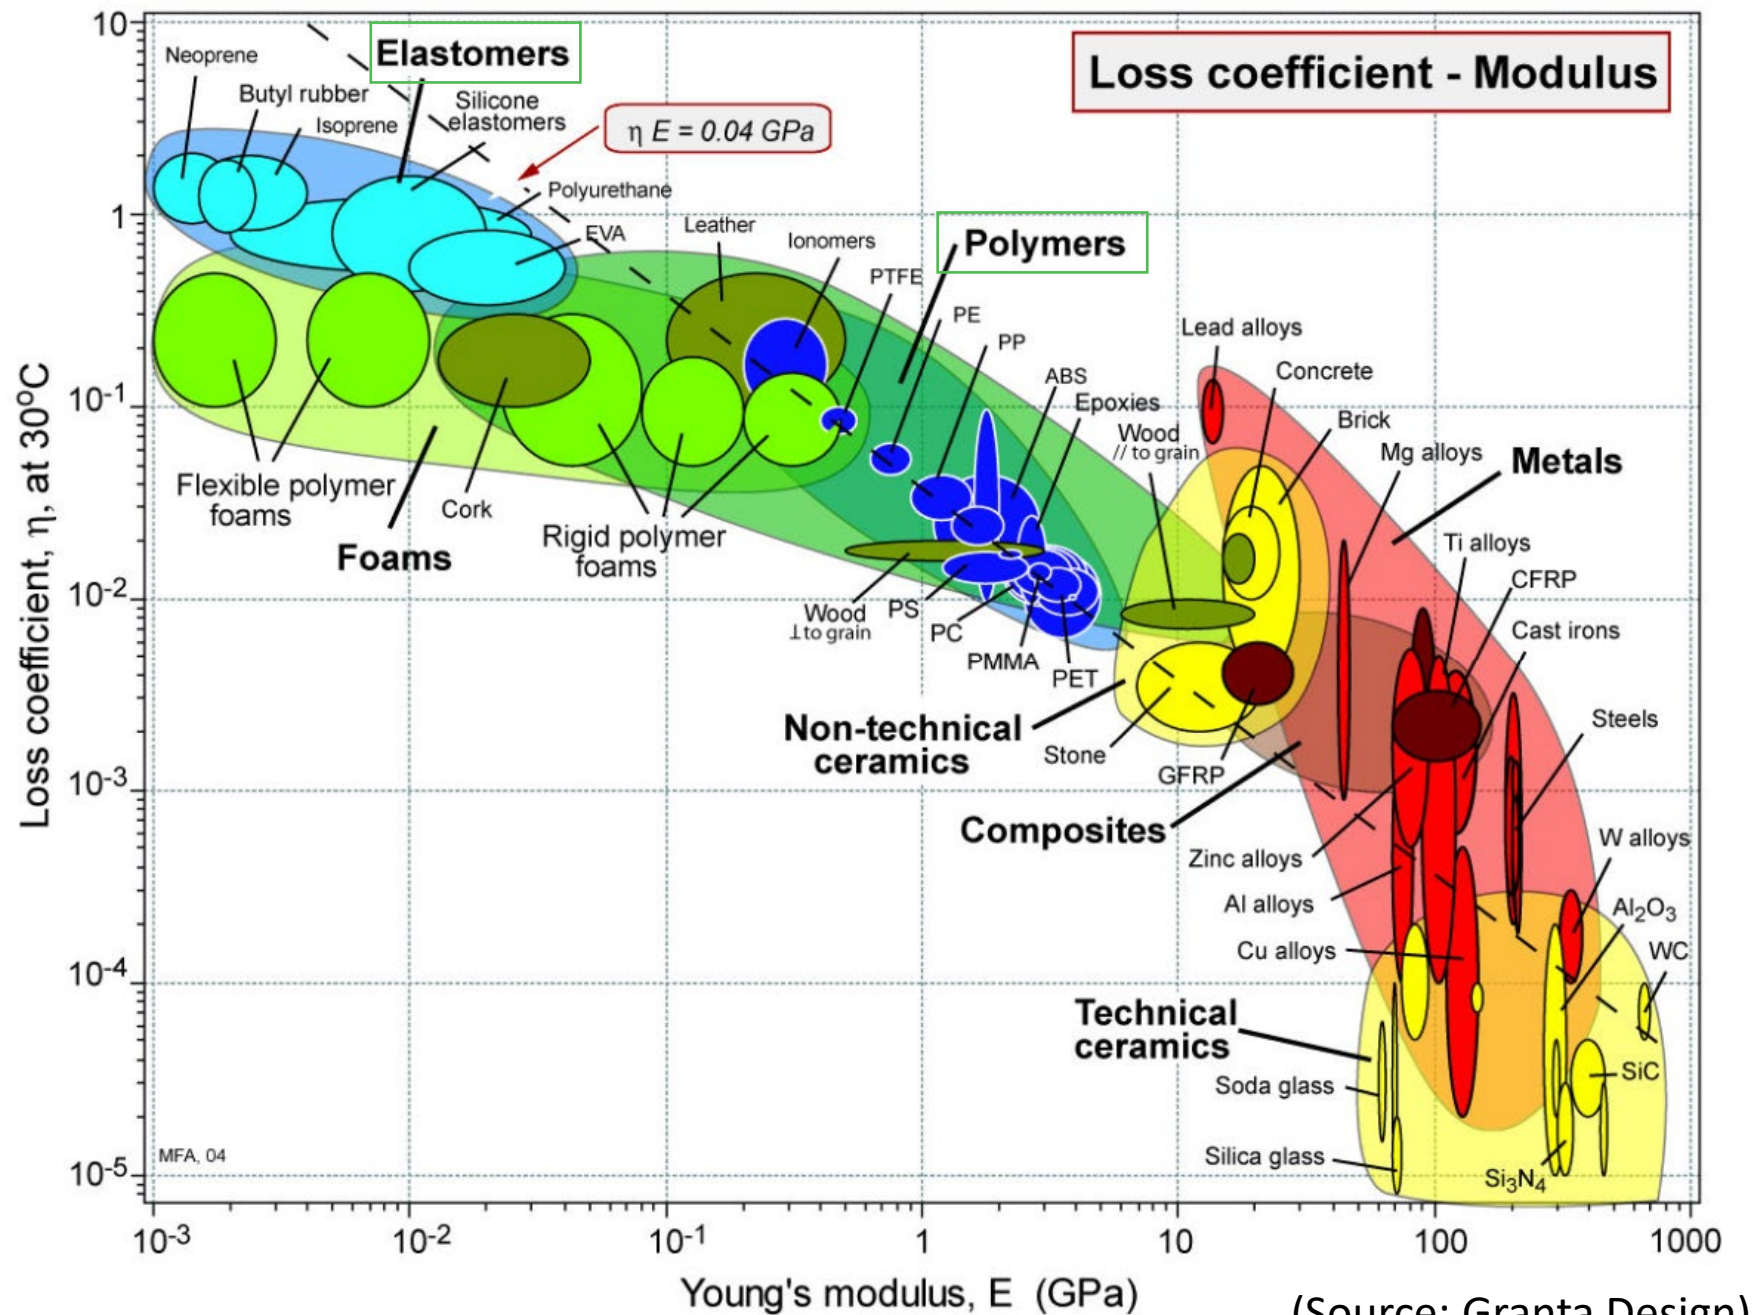 Loss coefficient - Modulus
Elastomers
Neoprene
Butyl rubber
Isoprene
Silicone
elastomers
η E = 0.04 GPa
Polyurethane
EVA
Leather
Ionomers
Polymers
PTFE
PE
PP
ABS
Epoxies
Wood
// to grain
Lead alloys
Concrete
Brick
Mg alloys
Metals
Ti alloys
CFRP
Cast irons
Steels
W alloys
Al2O3
WC
SiC
Si3N4
Flexible polymer
foams
Foams
Cork
Rigid polymer
foams
Wood
⊥ to grain
PS
PC
PMMA
PET
Non-technical
ceramics
Stone
GFRP
Composites
Zinc alloys
Al alloys
Cu alloys
Technical
ceramics
Soda glass
Silica glass
MFA, 04
Loss coefficient, η, at 30°C
10
1
10-1
10-2
10-3
10-4
10-5
10-3
10-2
10-1
1
10
100
1000
Young's modulus, E (GPa)
(Source: Granta Design)